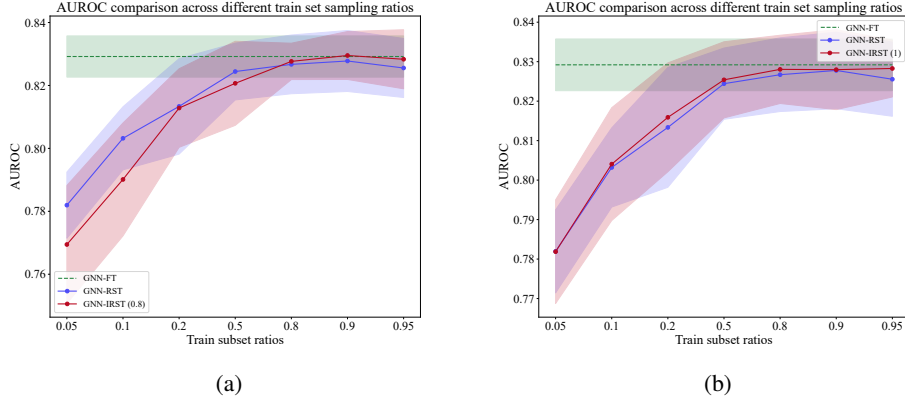 AUROC comparison across different train set sampling ratios
0.84
0.82
0.80
0.78
0.76
AUROC
GNN-FT
GNN-RST
GNN-IRST (0.8)
0.05 0.1 0.2 0.5 0.8 0.9 0.95
Train subset ratios
(a)
AUROC comparison across different train set sampling ratios
0.84
0.83
0.82
0.81
0.80
0.79
0.78
0.77
AUROC
GNN-FT
GNN-RST
GNN-IRST (1)
0.05 0.1 0.2 0.5 0.8 0.9 0.95
Train subset ratios
(b)